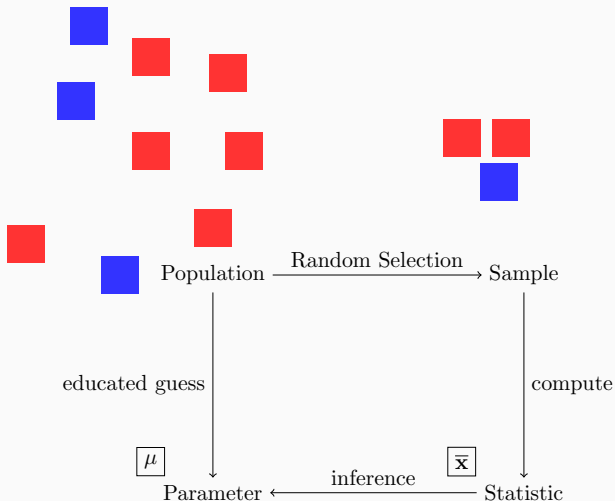 Population
Random Selection
Sample
educated guess
compute
μ
x̅
inference
Parameter
Statistic